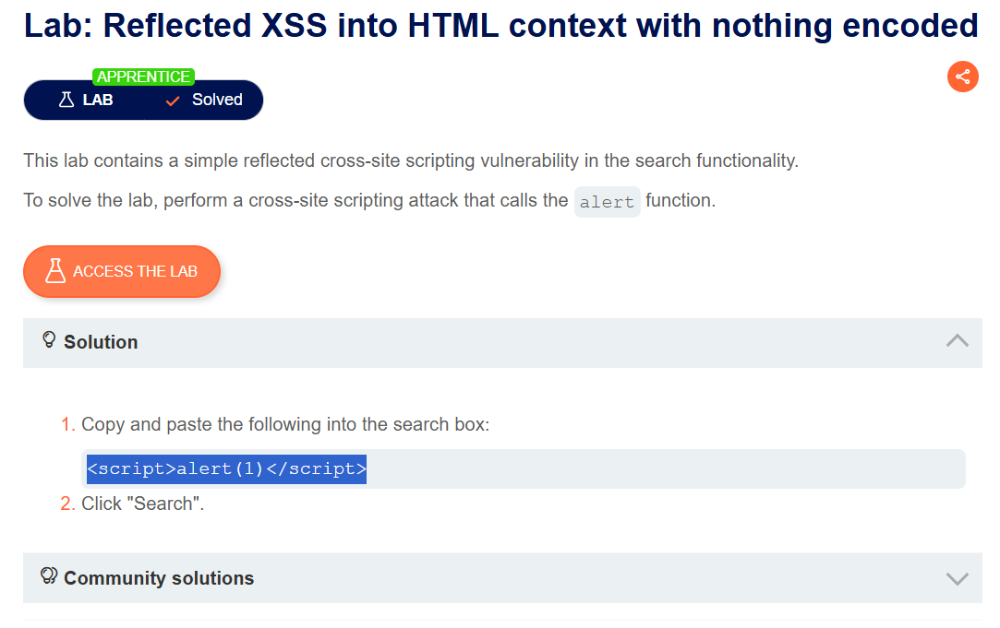 Lab: Reflected XSS into HTML context with nothing encoded
APPRENTICE
LAB Solved
This lab contains a simple reflected cross-site scripting vulnerability in the search functionality.
To solve the lab, perform a cross-site scripting attack that calls the alert function.
ACCESS THE LAB
Solution
1. Copy and paste the following into the search box:
<script>alert(1)</script>
2. Click "Search".
Community solutions